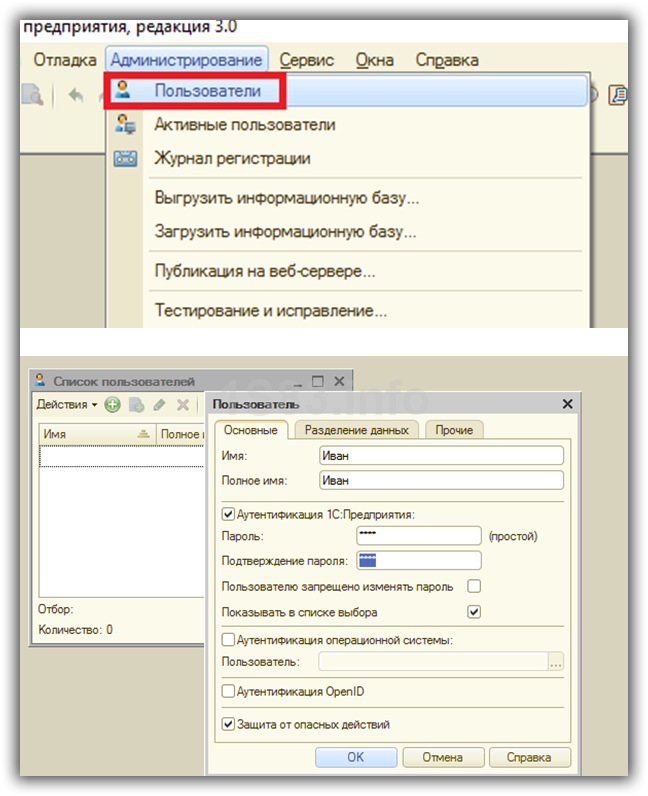 предприятия, редакция 3.0
Отладка Администрирование Сервис Окна Справка
Пользователи
Активные пользователи
Журнал регистрации
Выгрузить информационную базу...
Загрузить информационную базу...
Публикация на веб-сервере...
Тестирование и исправление...
Список пользователей
Действия
Имя Полное и
Отбор:
Количество: 0
Пользователь
Основные Разделение данных Прочие
Имя: Иван
Полное имя: Иван
Аутентификация 1С:Предприятия:
Пароль: **** (простой)
Подтверждение пароля: ****
Пользователю запрещено изменять пароль
Показывать в списке выбора
Аутентификация операционной системы:
Пользователь: ...
Аутентификация OpenID
Защита от опасных действий
OK Отмена Справка